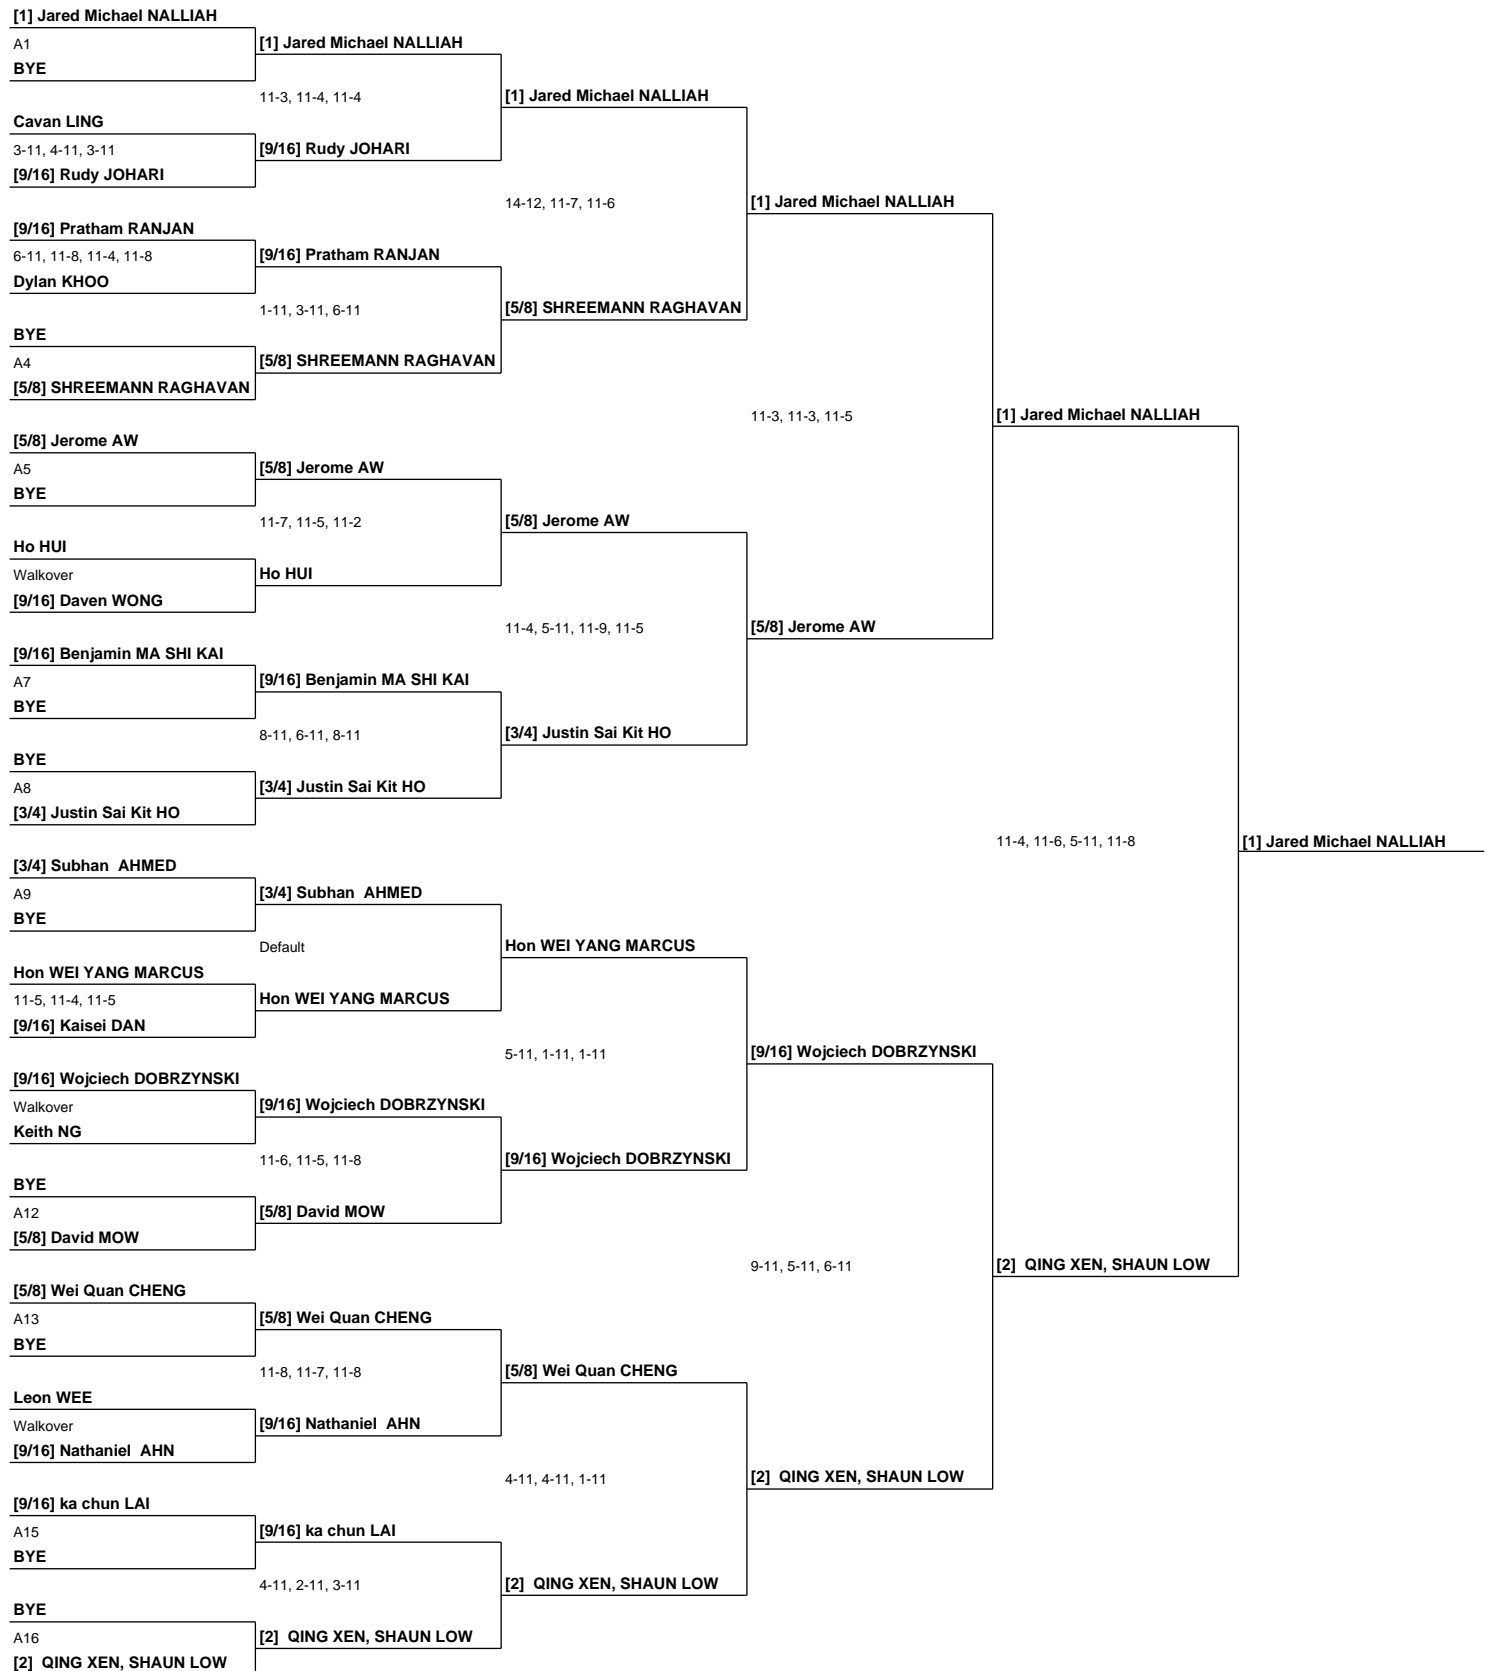 [1] Jared Michael NALLIAH
A1
BYE
Cavan LING
3-11, 4-11, 3-11
[9/16] Rudy JOHARI
[9/16] Pratham RANJAN
6-11, 11-8, 11-4, 11-8
Dylan KHOO
BYE
A4
[5/8] SHREEMANN RAGHAVAN
[5/8] Jerome AW
A5
BYE
Ho HUI
Walkover
[9/16] Daven WONG
[9/16] Benjamin MA SHI KAI
A7
BYE
BYE
A8
[3/4] Justin Sai Kit HO
[3/4] Subhan  AHMED
A9
BYE
Hon WEI YANG MARCUS
11-5, 11-4, 11-5
[9/16] Kaisei DAN
[9/16] Wojciech DOBRZYNSKI
Walkover
Keith NG
BYE
A12
[5/8] David MOW
[5/8] Wei Quan CHENG
A13
BYE
Leon WEE
Walkover
[9/16] Nathaniel  AHN
[9/16] ka chun LAI
A15
BYE
BYE
A16
[2]  QING XEN, SHAUN LOW
[1] Jared Michael NALLIAH
11-3, 11-4, 11-4
[9/16] Rudy JOHARI
[9/16] Pratham RANJAN
1-11, 3-11, 6-11
[5/8] SHREEMANN RAGHAVAN
[5/8] Jerome AW
11-7, 11-5, 11-2
Ho HUI
[9/16] Benjamin MA SHI KAI
8-11, 6-11, 8-11
[3/4] Justin Sai Kit HO
[3/4] Subhan  AHMED
Default
Hon WEI YANG MARCUS
[9/16] Wojciech DOBRZYNSKI
11-6, 11-5, 11-8
[5/8] David MOW
[5/8] Wei Quan CHENG
11-8, 11-7, 11-8
[9/16] Nathaniel  AHN
[9/16] ka chun LAI
4-11, 2-11, 3-11
[2]  QING XEN, SHAUN LOW
[1] Jared Michael NALLIAH
14-12, 11-7, 11-6
[5/8] SHREEMANN RAGHAVAN
[5/8] Jerome AW
11-4, 5-11, 11-9, 11-5
[3/4] Justin Sai Kit HO
Hon WEI YANG MARCUS
5-11, 1-11, 1-11
[9/16] Wojciech DOBRZYNSKI
[5/8] Wei Quan CHENG
4-11, 4-11, 1-11
[2]  QING XEN, SHAUN LOW
[1] Jared Michael NALLIAH
11-3, 11-3, 11-5
[5/8] Jerome AW
[9/16] Wojciech DOBRZYNSKI
9-11, 5-11, 6-11
[2]  QING XEN, SHAUN LOW
[1] Jared Michael NALLIAH
11-4, 11-6, 5-11, 11-8
[2]  QING XEN, SHAUN LOW
[1] Jared Michael NALLIAH